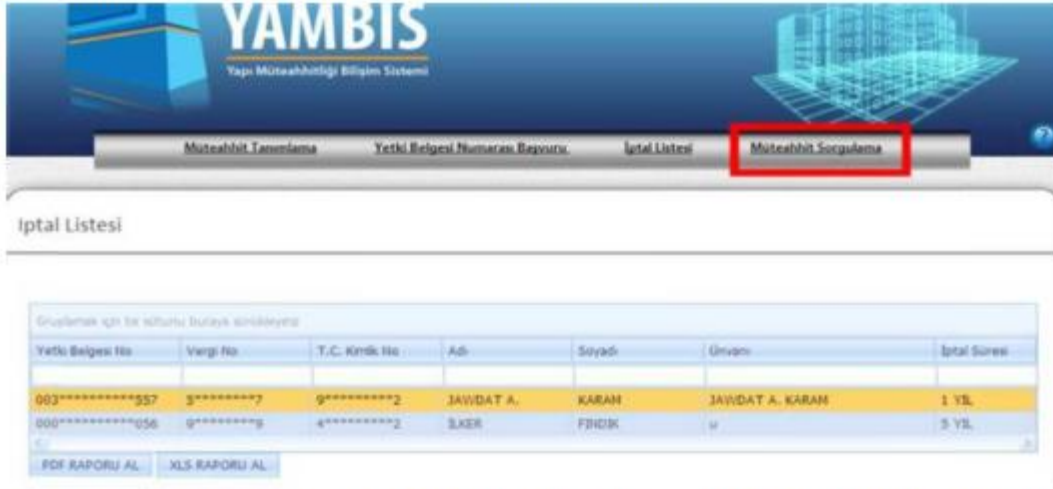 YAMBIS
Yapı Müteahhitliği Bilişim Sistemi
Müteahhit Tanımlama Yetki Belgesi Numarası Başvuru İptal Listesi Müteahhit Sorgulama
Iptal Listesi
Gruplamak için bir sütunu buraya sürükleyiniz
Yetki Belgesi No Vergi No T.C. Kimlik No Adı Soyadı Ünvanı İptal Süresi
003***********557 5********7 9*********2 JAWDAT A. KARAM JAWDAT A. KARAM 1 YIL
000***********056 0********9 4*********2 İLKER FINDIK u 5 YIL
PDF RAPORU AL XLS RAPORU AL